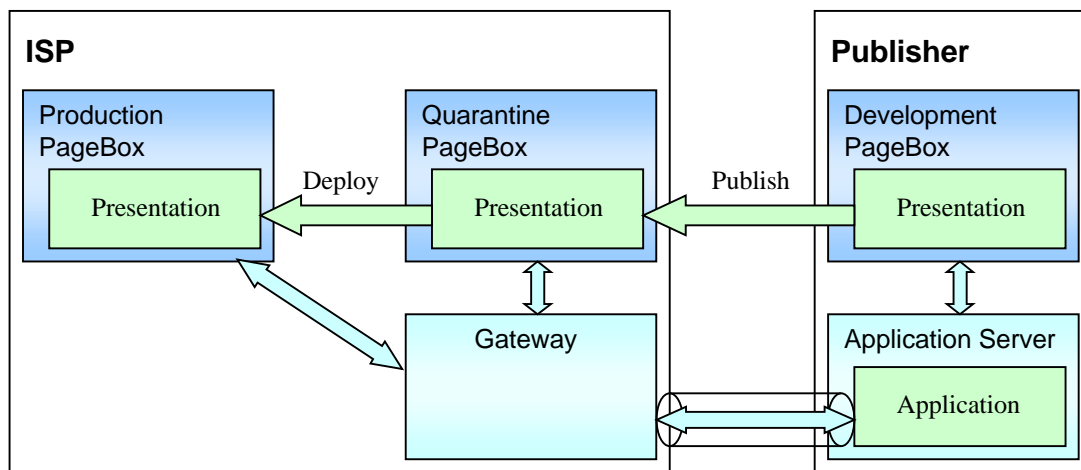 ISP
Publisher
Production
PageBox
Quarantine
PageBox
Development
PageBox
Deploy
Publish
Presentation
Presentation
Presentation
Gateway
Application Server
Application